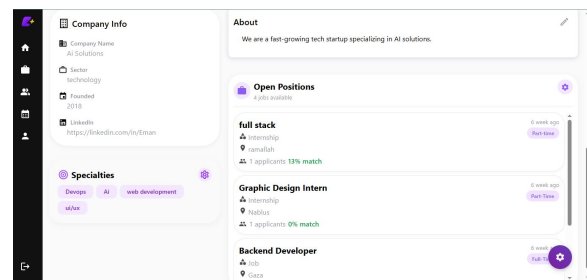 Company Info
Company Name
Ai Solutions
Sector
technology
Founded
2018
LinkedIn
https://linkedin.com/in/Eman
Specialties
Devops
Ai
web development
ui/ux
About
We are a fast-growing tech startup specializing in AI solutions.
Open Positions
4 jobs available
full stack
6 week ago
Internship
Part-time
ramallah
1 applicants 13% match
Graphic Design Intern
6 week ago
Internship
Part-Time
Nablus
1 applicants 0% match
Backend Developer
6 week
Job
Full-Ti
Gaza